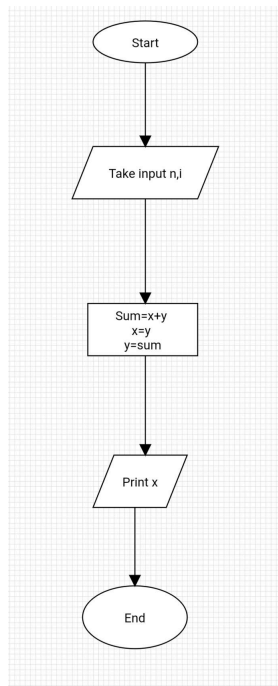 Start
Take input n,i
Sum=x+y
x=y
y=sum
Print x
End